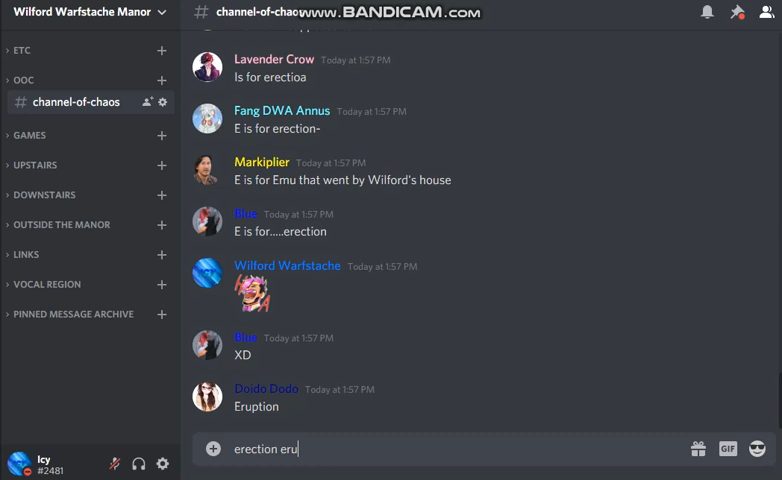 Wilford Warfstache Manor
# channel-of-chaos
www.BANDICAM.com
ETC
OOC
# channel-of-chaos
GAMES
UPSTAIRS
DOWNSTAIRS
OUTSIDE THE MANOR
LINKS
VOCAL REGION
PINNED MESSAGE ARCHIVE
Icy
#2481
Lavender Crow Today at 1:57 PM
Is for erectioa
Fang DWA Annus Today at 1:57 PM
E is for erection-
Markiplier Today at 1:57 PM
E is for Emu that went by Wilford's house
Blue Today at 1:57 PM
E is for.....erection
Wilford Warfstache Today at 1:57 PM
Blue Today at 1:57 PM
XD
Doido Dodo Today at 1:57 PM
Eruption
erection eru
GIF